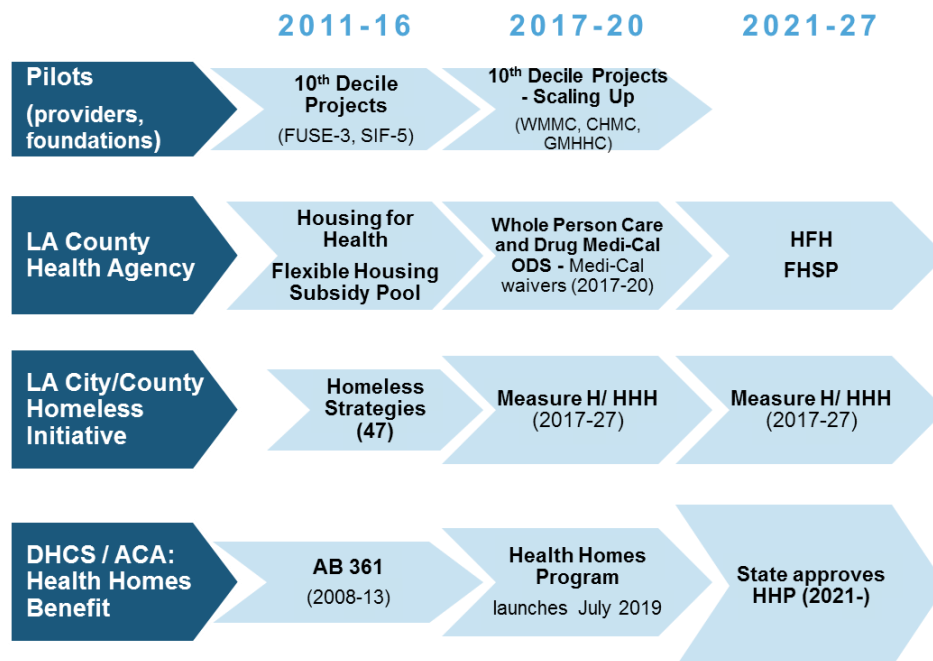 2011-16
2017-20
2021-27
Pilots
(providers,
foundations)
10th Decile
Projects
(FUSE-3, SIF-5)
10th Decile Projects
- Scaling Up
(WMMC, CHMC,
GMHHC)
LA County
Health Agency
Housing for
Health
Flexible Housing
Subsidy Pool
Whole Person Care
and Drug Medi-Cal
ODS - Medi-Cal
waivers (2017-20)
HFH
FHSP
LA City/County
Homeless
Initiative
Homeless
Strategies
(47)
Measure H/ HHH
(2017-27)
Measure H/ HHH
(2017-27)
DHCS / ACA:
Health Homes
Benefit
AB 361
(2008-13)
Health Homes
Program
launches July 2019
State approves
HHP (2021-)